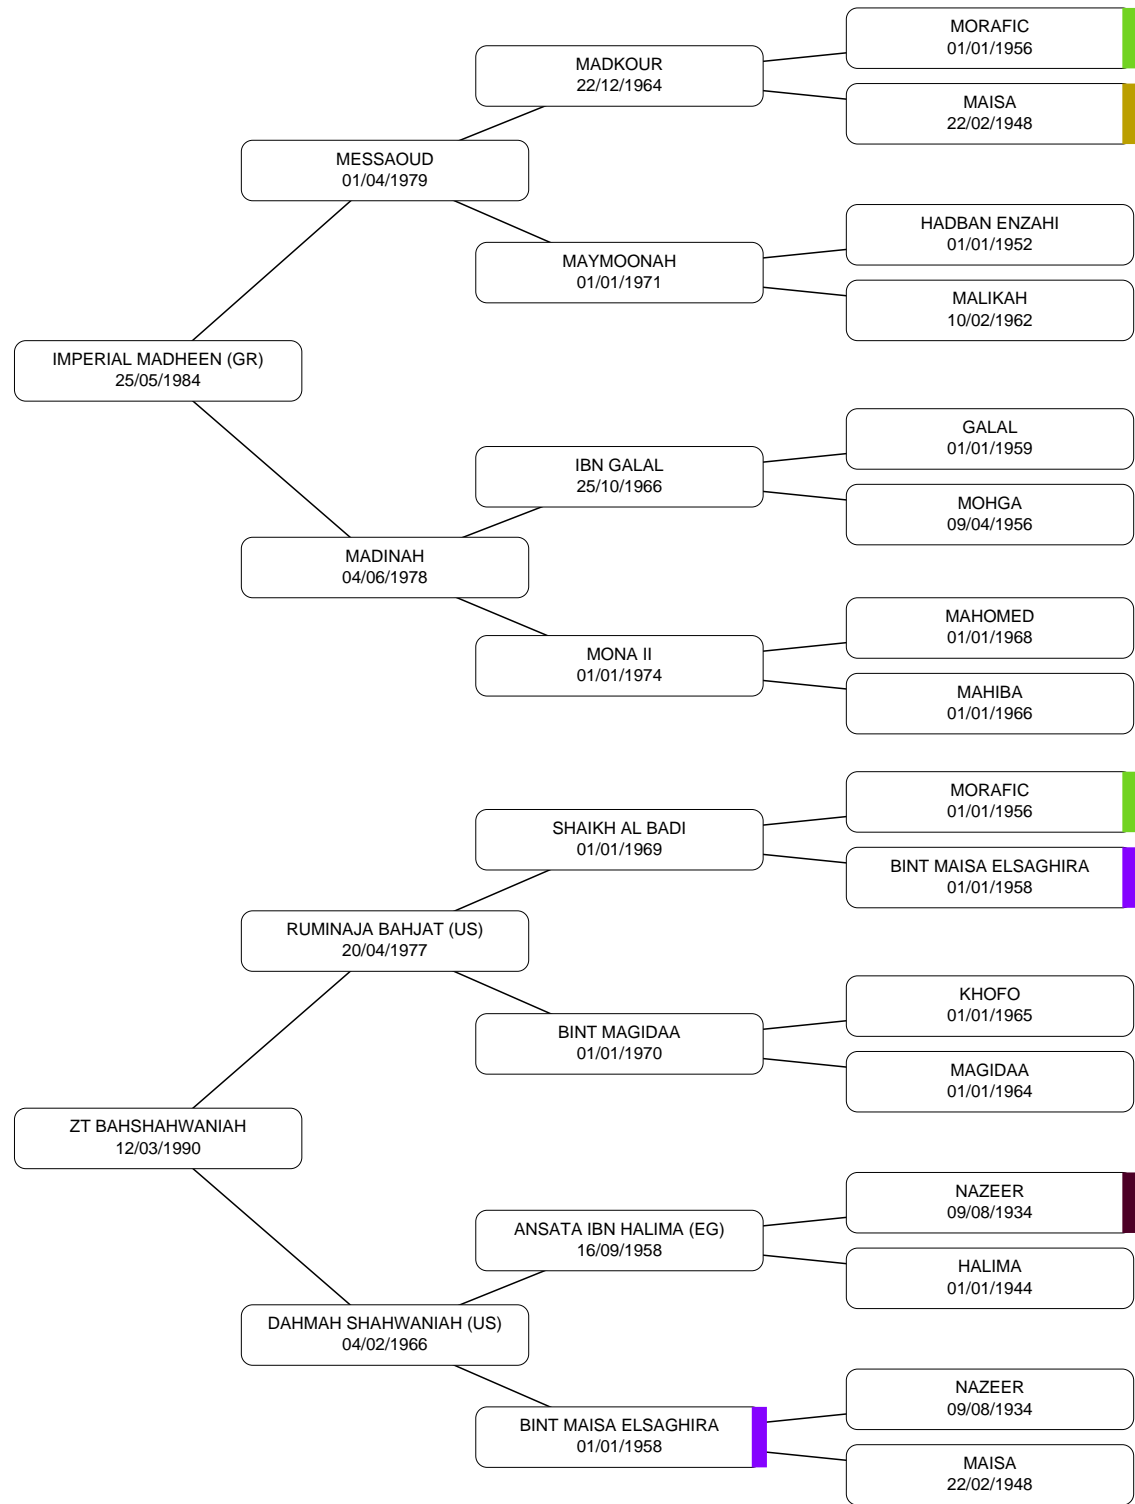 MORAFIC
01/01/1956
MADKOUR
22/12/1964
MAISA
22/02/1948
MESSAOUD
01/04/1979
HADBAN ENZAHI
01/01/1952
MAYMOONAH
01/01/1971
MALIKAH
10/02/1962
IMPERIAL MADHEEN (GR)
25/05/1984
GALAL
01/01/1959
IBN GALAL
25/10/1966
MOHGA
09/04/1956
MADINAH
04/06/1978
MAHOMED
01/01/1968
MONA II
01/01/1974
MAHIBA
01/01/1966
MORAFIC
01/01/1956
SHAIKH AL BADI
01/01/1969
BINT MAISA ELSAGHIRA
01/01/1958
RUMINAJA BAHJAT (US)
20/04/1977
KHOFO
01/01/1965
BINT MAGIDAA
01/01/1970
MAGIDAA
01/01/1964
ZT BAHSHAHWANIAH
12/03/1990
NAZEER
09/08/1934
ANSATA IBN HALIMA (EG)
16/09/1958
HALIMA
01/01/1944
DAHMAH SHAHWANIAH (US)
04/02/1966
NAZEER
09/08/1934
BINT MAISA ELSAGHIRA
01/01/1958
MAISA
22/02/1948